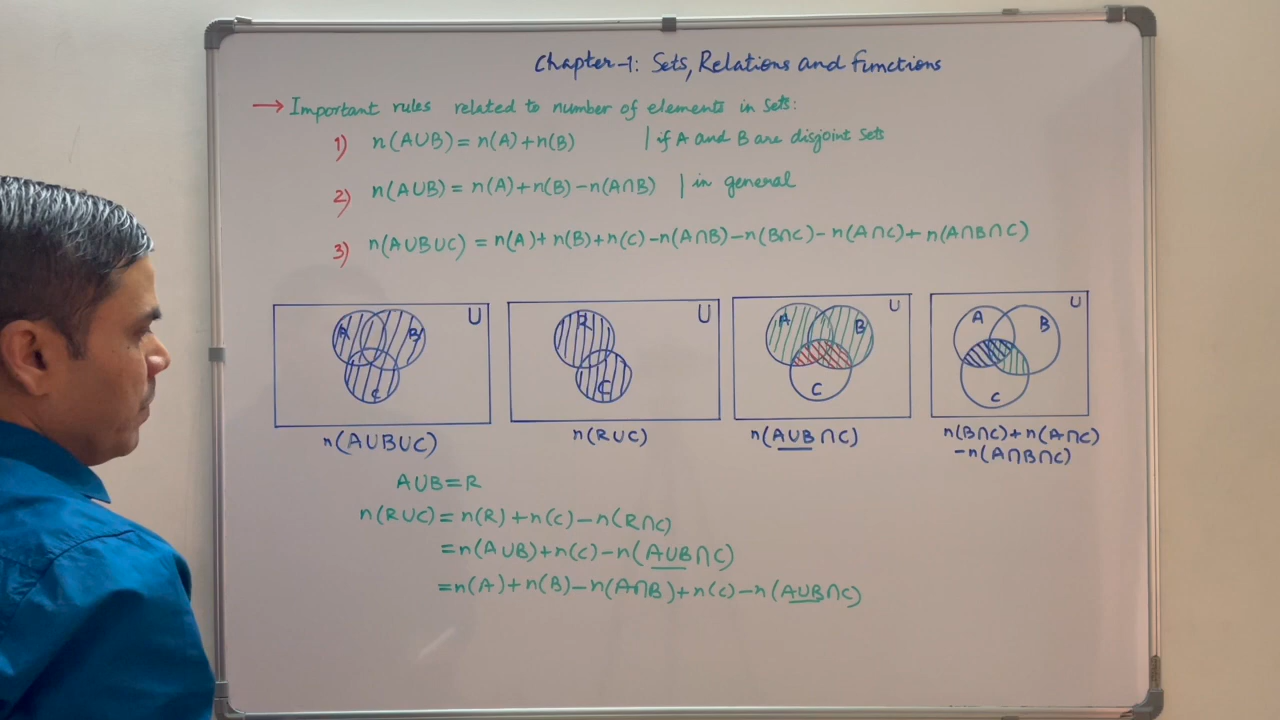 Chapter-1: Sets, Relations and Functions
→ Important rules related to number of elements in Sets:
1) n(A∪B) = n(A)+n(B) | if A and B are disjoint sets
2) n(A∪B) = n(A)+n(B)-n(A∩B) | in general
3) n(A∪B∪C) = n(A)+n(B)+n(C)-n(A∩B)-n(B∩C)-n(A∩C)+n(A∩B∩C)
A B C U
R C U
A B C U
A B C U
n(A∪B∪C)
n(R∪C)
n(A∪B∩C)
n(B∩C)+n(A∩C)
-n(A∩B∩C)
A∪B=R
n(R∪C)=n(R)+n(C)-n(R∩C)
=n(A∪B)+n(C)-n(A∪B∩C)
=n(A)+n(B)-n(A∩B)+n(C)-n(A∪B∩C)